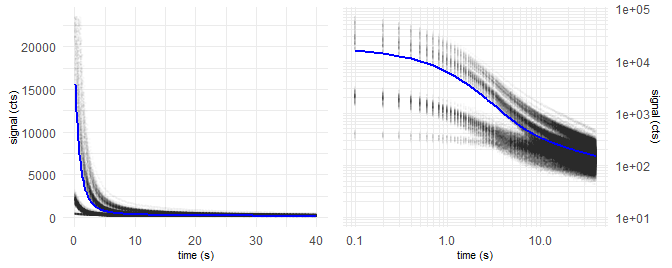 signal (cts)
20000
15000
10000
5000
0
0
10
20
30
40
time (s)
1e+05
1e+04
1e+03
1e+02
1e+01
signal (cts)
0.1
1.0
10.0
time (s)